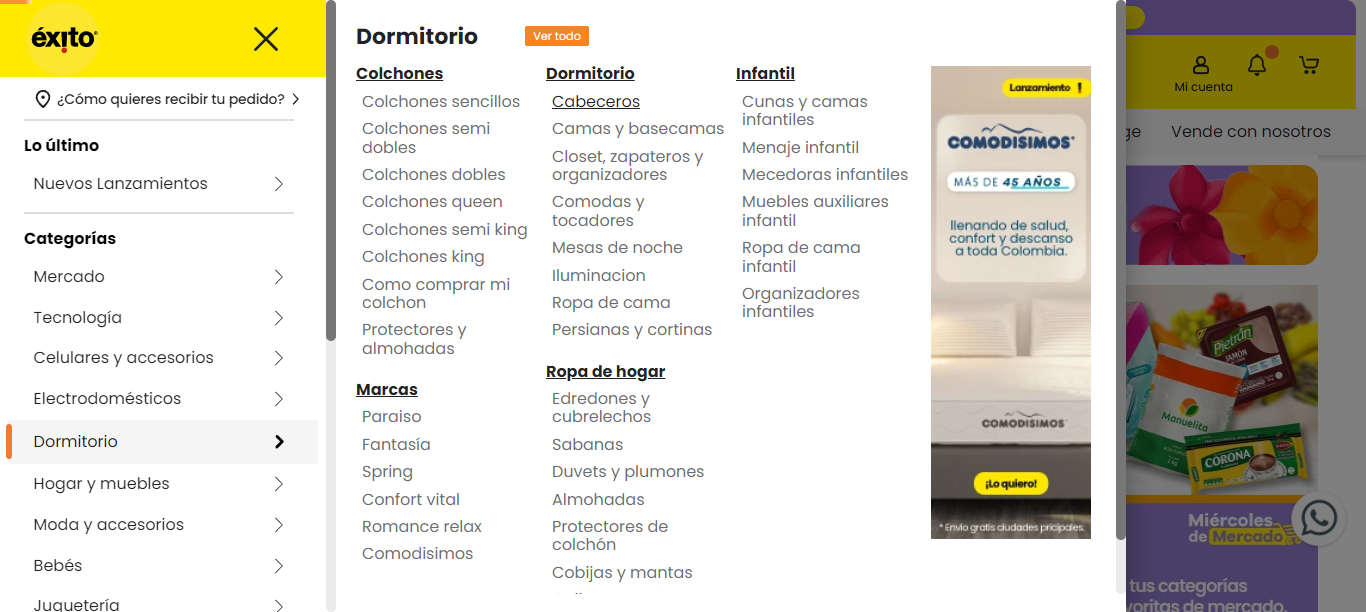 éxito
¿Cómo quieres recibir tu pedido?
Lo último
Nuevos Lanzamientos
Categorías
Mercado
Tecnología
Celulares y accesorios
Electrodomésticos
Dormitorio
Hogar y muebles
Moda y accesorios
Bebés
Juguetería
Dormitorio
Ver todo
Colchones
Colchones sencillos
Colchones semi
dobles
Colchones dobles
Colchones queen
Colchones semi king
Colchones king
Como comprar mi
colchon
Protectores y
almohadas
Marcas
Paraiso
Fantasía
Spring
Confort vital
Romance relax
Comodisimos
Dormitorio
Cabeceros
Camas y basecamas
Closet, zapateros y
organizadores
Comodas y
tocadores
Mesas de noche
Iluminacion
Ropa de cama
Persianas y cortinas
Ropa de hogar
Edredones y
cubrelechos
Sabanas
Duvets y plumones
Almohadas
Protectores de
colchón
Cobijas y mantas
Infantil
Cunas y camas
infantiles
Menaje infantil
Mecedoras infantiles
Muebles auxiliares
infantil
Ropa de cama
infantil
Organizadores
infantiles
Lanzamiento !
COMODISIMOS
MÁS DE 45 AÑOS
llenando de salud,
confort y descanso
a toda Colombia.
COMODISIMOS
¡Lo quiero!
* Envio gratis ciudades pricipales.
Mi cuenta
ge
Vende con nosotros
Pietrán
JAMÓN
Manuelita
CORONA
Miércoles
de Mercado
tus categorías
voritas de mercado.